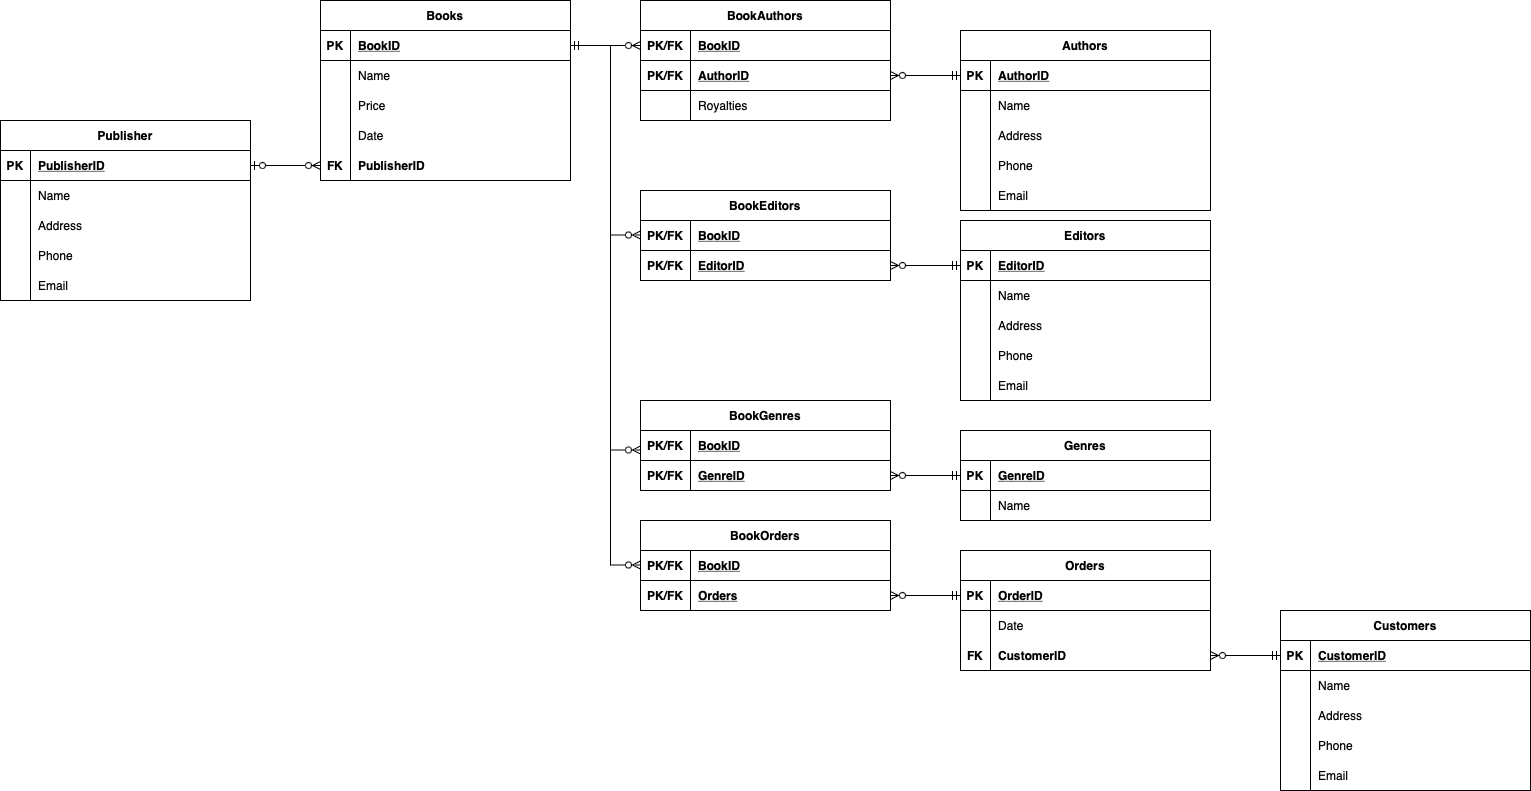 Books
PK BookID
Name
Price
Date
FK PublisherID
Publisher
PK PublisherID
Name
Address
Phone
Email
BookAuthors
PK/FK BookID
PK/FK AuthorID
Royalties
Authors
PK AuthorID
Name
Address
Phone
Email
BookEditors
PK/FK BookID
PK/FK EditorID
Editors
PK EditorID
Name
Address
Phone
Email
BookGenres
PK/FK BookID
PK/FK GenreID
Genres
PK GenreID
Name
BookOrders
PK/FK BookID
PK/FK Orders
Orders
PK OrderID
Date
FK CustomerID
Customers
PK CustomerID
Name
Address
Phone
Email